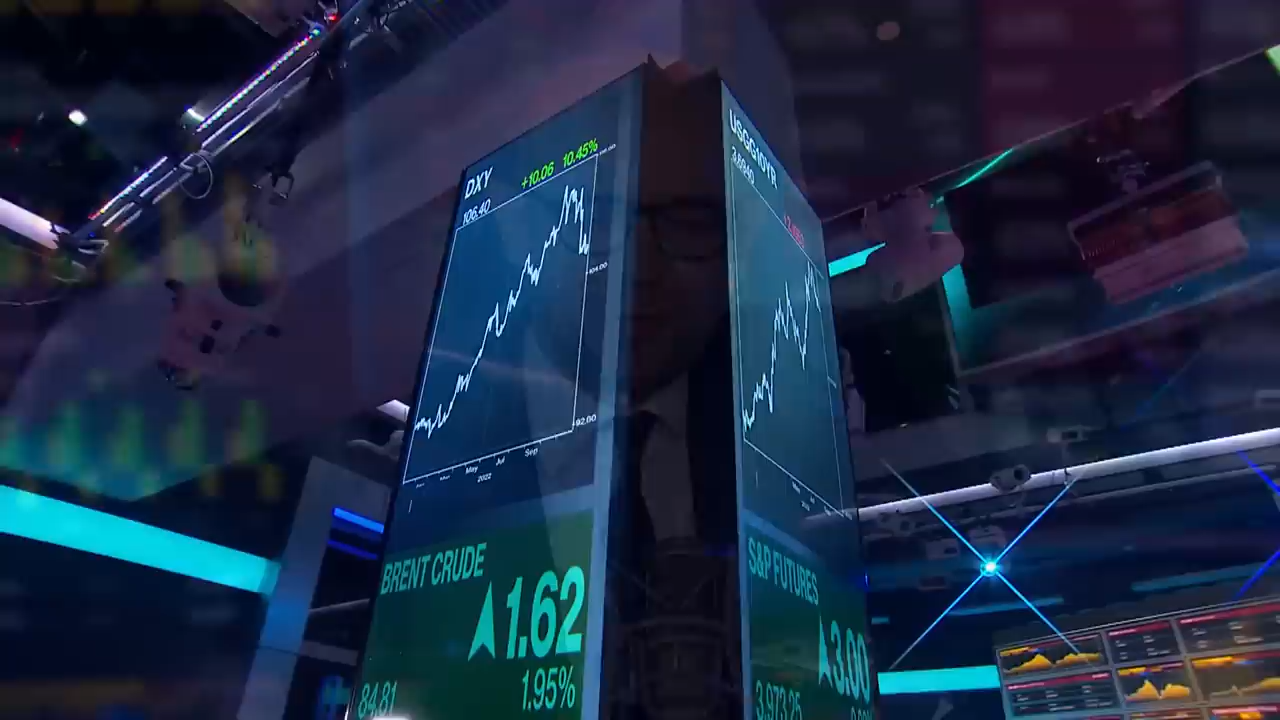 DXY
+10.06 10.45%
106.40
104.00
92.00
May Jul Sep
2022
BRENT CRUDE
▲1.62
84.81 1.95%
USGG10YR
S&P FUTURES
▲3.00
3,973.25